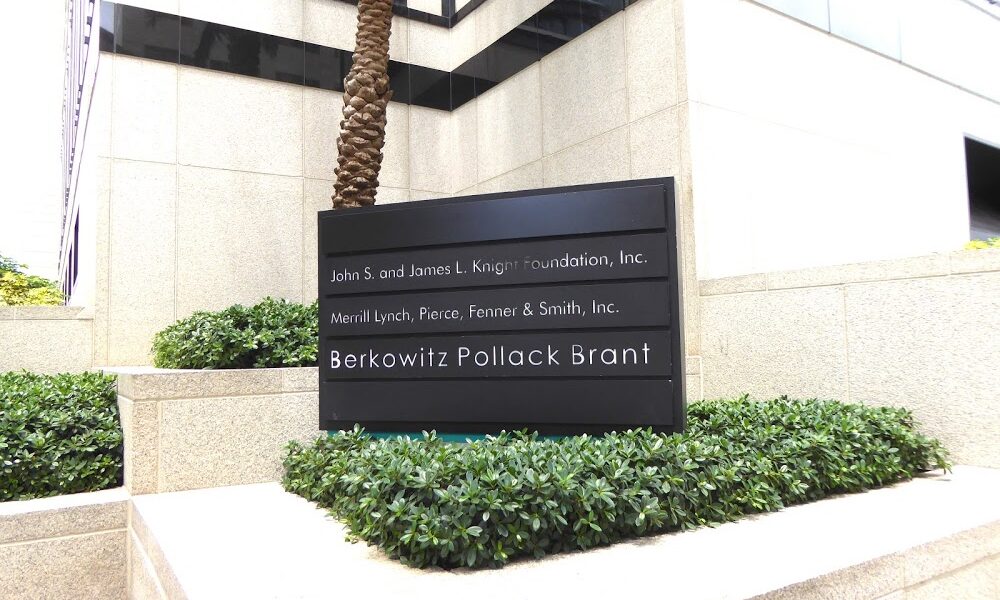 John S. and James L. Knight Foundation, Inc.
Merrill Lynch, Pierce, Fenner & Smith, Inc.
Berkowitz Pollack Brant